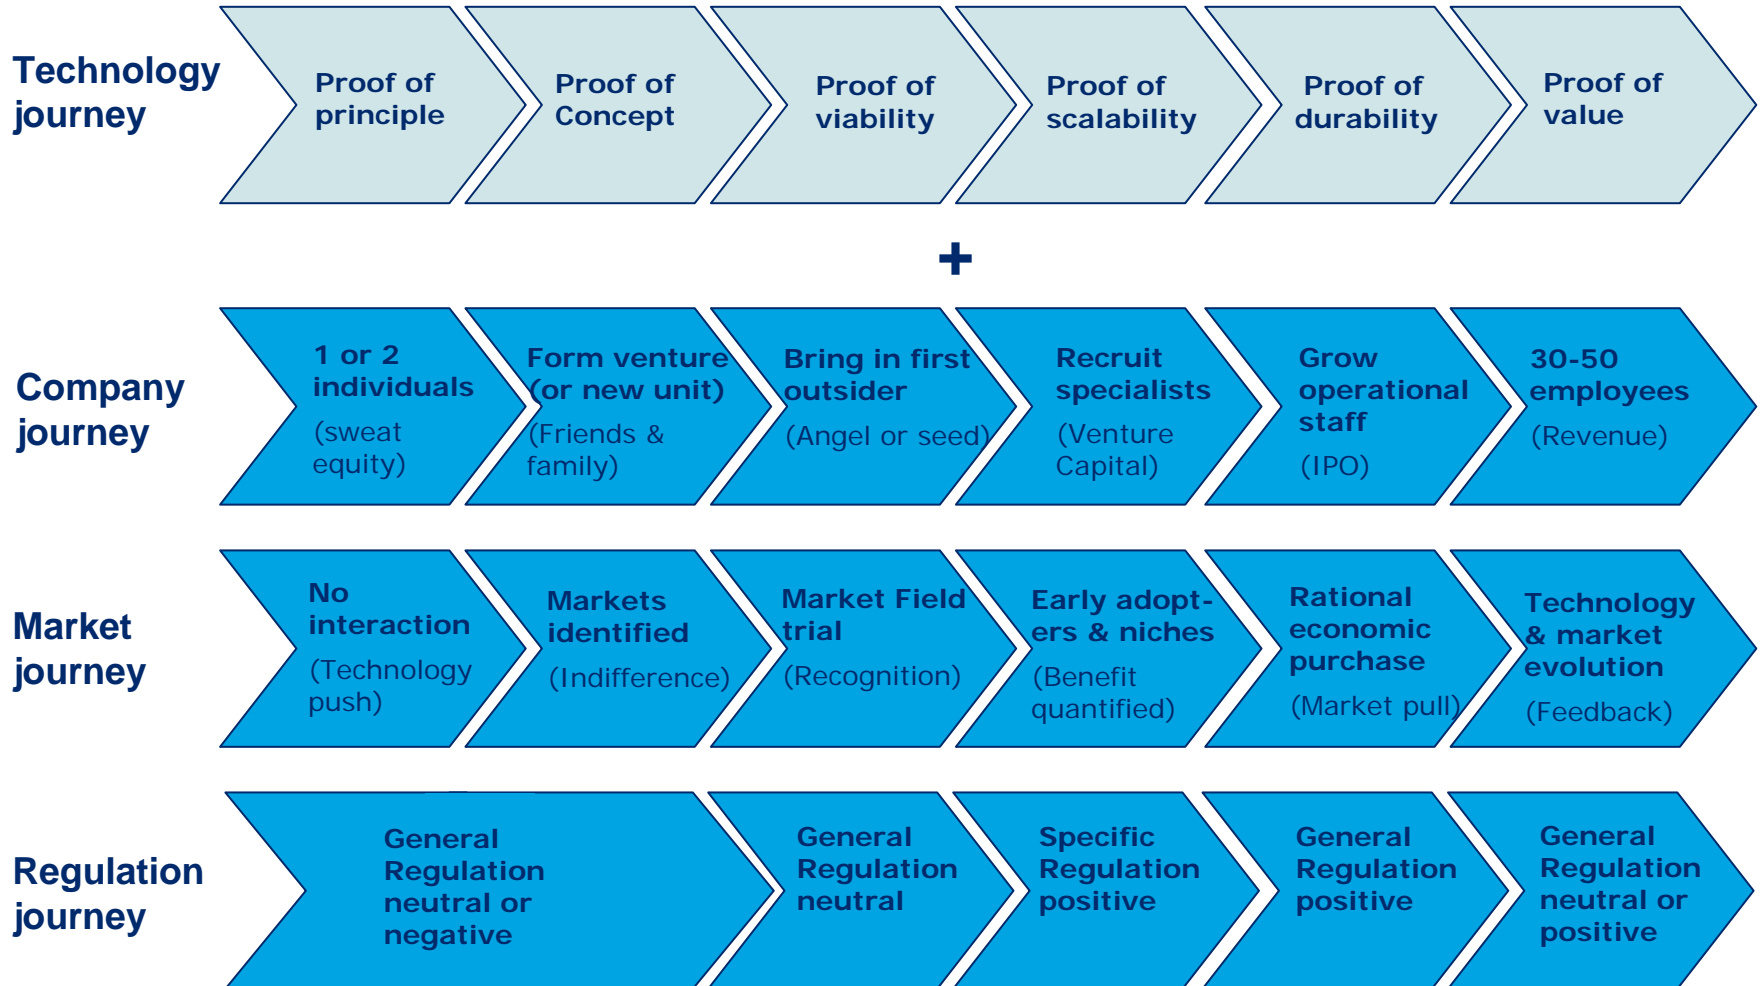 Technology
journey
Proof of
principle
Proof of
Concept
Proof of
viability
Proof of
scalability
Proof of
durability
Proof of
value
+
Company
journey
1 or 2
individuals
(sweat
equity)
Form venture
(or new unit)
(Friends &
family)
Bring in first
outsider
(Angel or seed)
Recruit
specialists
(Venture
Capital)
Grow
operational
staff
(IPO)
30-50
employees
(Revenue)
Market
journey
No
interaction
(Technology
push)
Markets
identified
(Indifference)
Market Field
trial
(Recognition)
Early adopt-
ers & niches
(Benefit
quantified)
Rational
economic
purchase
(Market pull)
Technology
& market
evolution
(Feedback)
Regulation
journey
General
Regulation
neutral or
negative
General
Regulation
neutral
Specific
Regulation
positive
General
Regulation
positive
General
Regulation
neutral or
positive